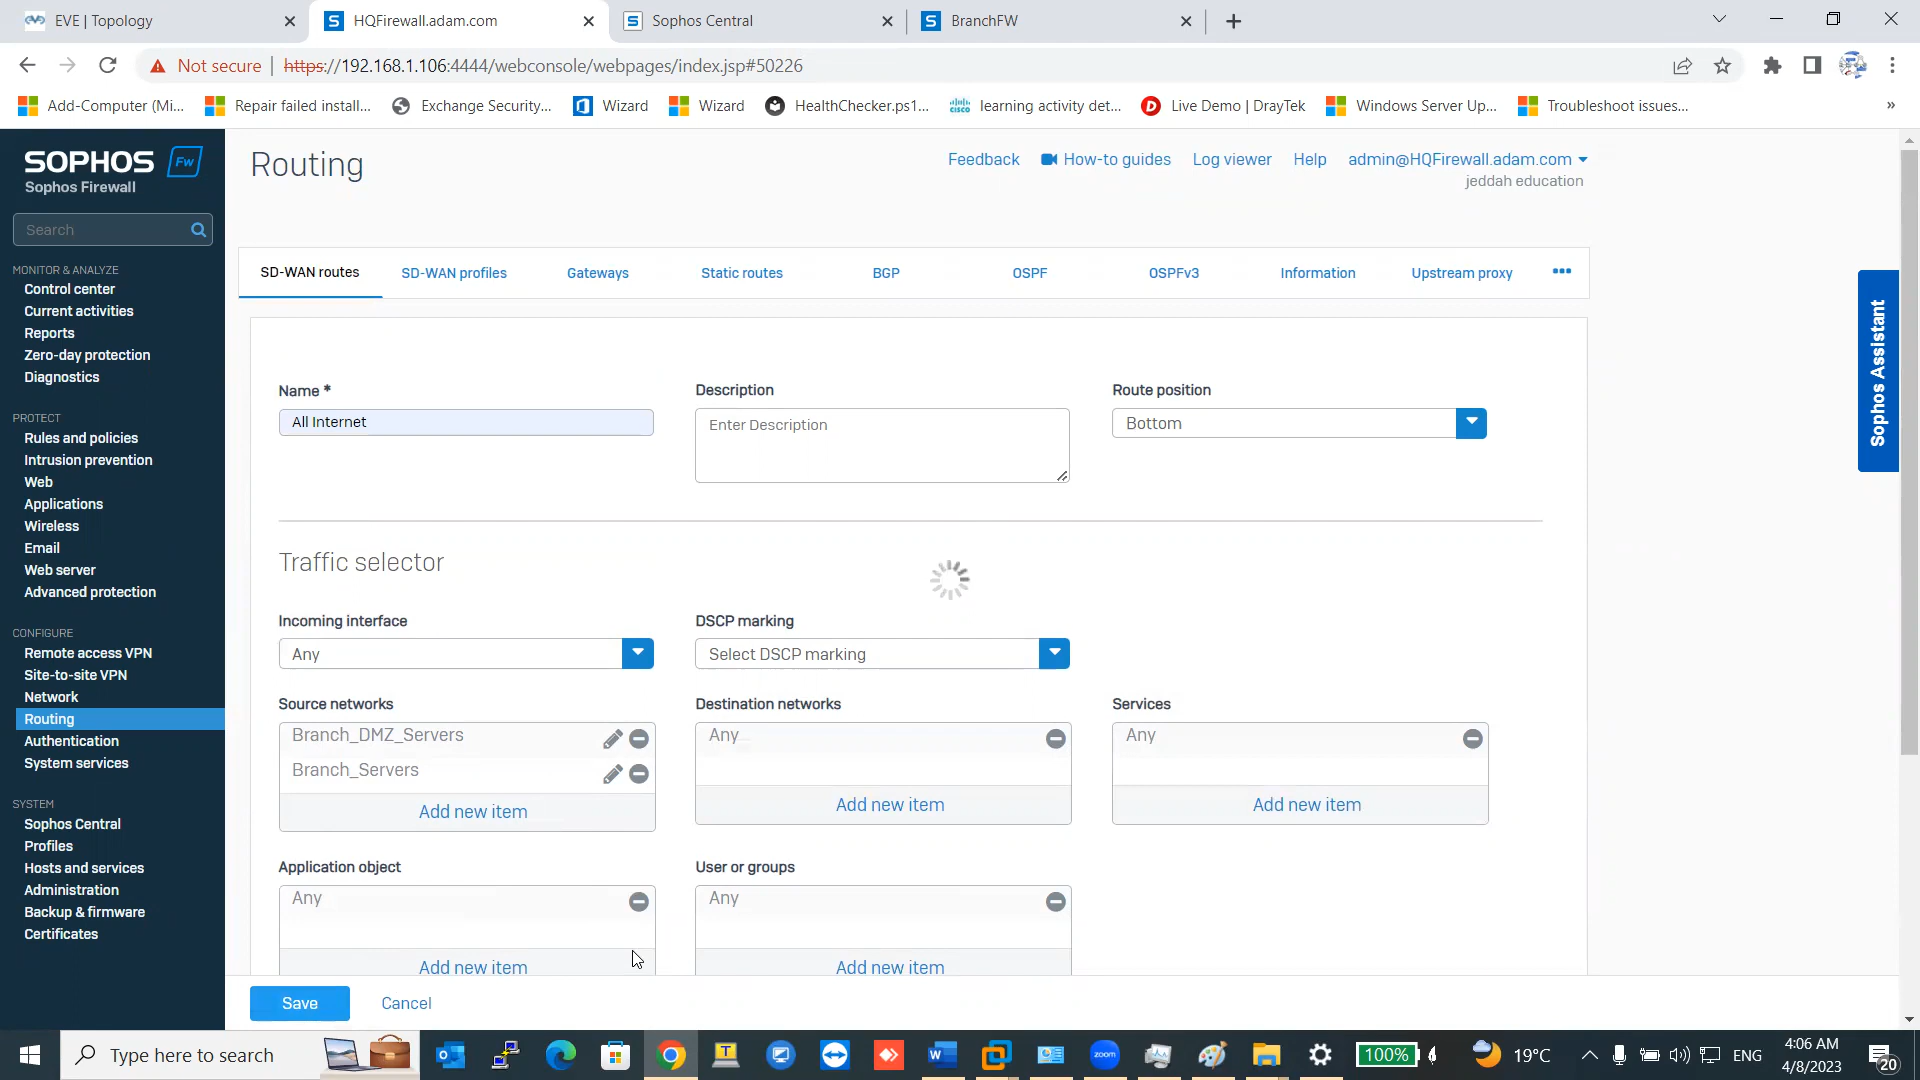 EVE | Topology
HQFirewall.adam.com
Sophos Central
BranchFW
Not secure | https://192.168.1.106:4444/webconsole/webpages/index.jsp#50226
Add-Computer (Mi...
Repair failed install...
Exchange Security...
Wizard
Wizard
HealthChecker.ps1...
learning activity det...
Live Demo | DrayTek
Windows Server Up...
Troubleshoot issues...
»
SOPHOS Fw
Sophos Firewall
Search
MONITOR & ANALYZE
Control center
Current activities
Reports
Zero-day protection
Diagnostics
PROTECT
Rules and policies
Intrusion prevention
Web
Applications
Wireless
Email
Web server
Advanced protection
CONFIGURE
Remote access VPN
Site-to-site VPN
Network
Routing
Authentication
System services
SYSTEM
Sophos Central
Profiles
Hosts and services
Administration
Backup & firmware
Certificates
Routing
Feedback
How-to guides
Log viewer
Help
admin@HQFirewall.adam.com
jeddah education
SD-WAN routes
SD-WAN profiles
Gateways
Static routes
BGP
OSPF
OSPFv3
Information
Upstream proxy
Sophos Assistant
Name *
Description
Route position
All Internet
Enter Description
Bottom
Traffic selector
Incoming interface
DSCP marking
Any
Select DSCP marking
Source networks
Destination networks
Services
Branch_DMZ_Servers
Any
Any
Branch_Servers
Add new item
Add new item
Add new item
Application object
User or groups
Any
Any
Add new item
Add new item
Save
Cancel
Type here to search
zoom
100%
19°C
ENG
4:06 AM
4/8/2023
20